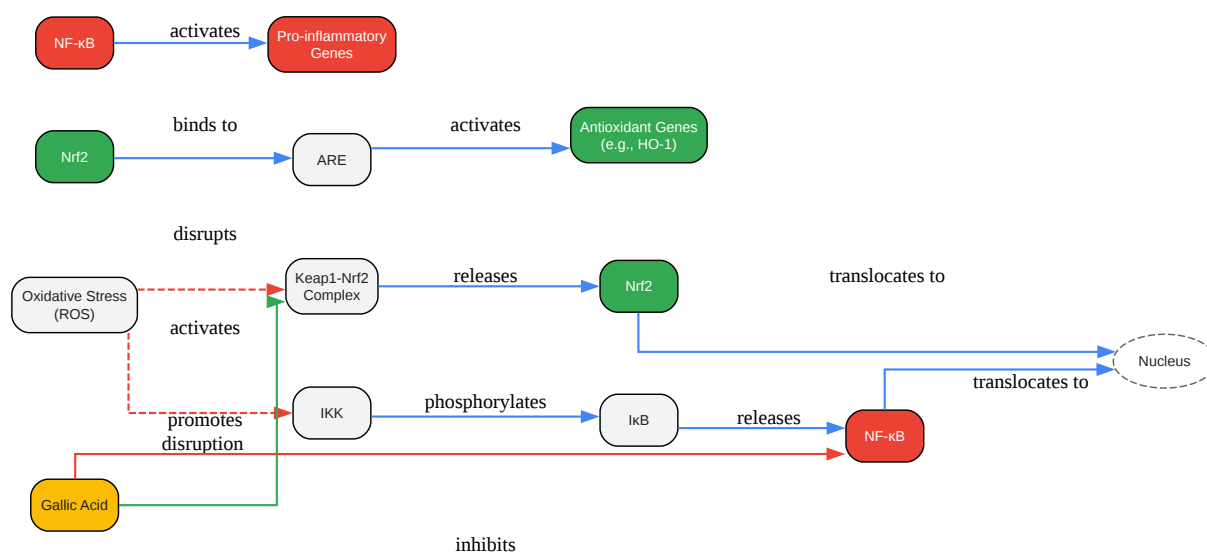 activates
NF-κB
Pro-inflammatory
Genes
binds to
activates
Antioxidant Genes
(e.g., HO-1)
Nrf2
ARE
disrupts
Keap1-Nrf2
Complex
releases
Nrf2
translocates to
Oxidative Stress
(ROS)
activates
Nucleus
translocates to
IKK
phosphorylates
IκB
releases
NF-κB
promotes
disruption
Gallic Acid
inhibits